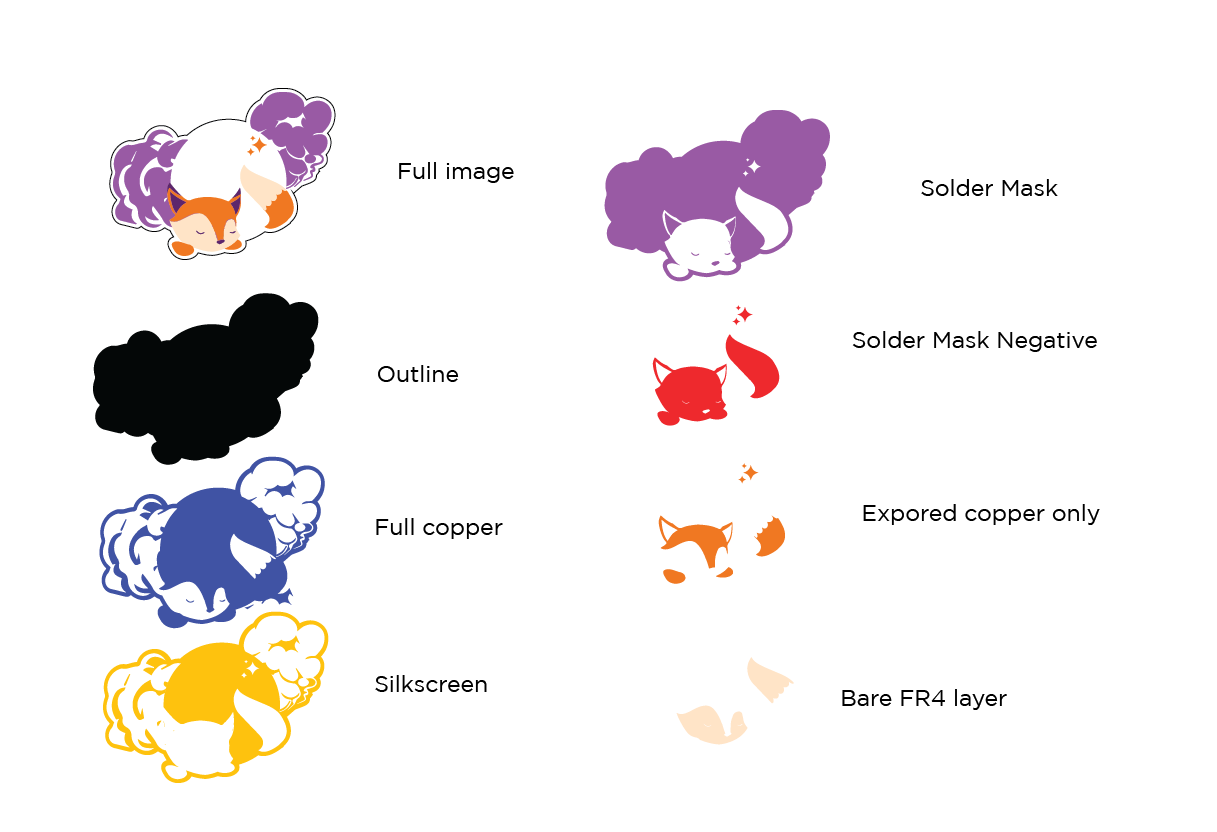 Full image
Outline
Full copper
Silkscreen
Solder Mask
Solder Mask Negative
Expored copper only
Bare FR4 layer